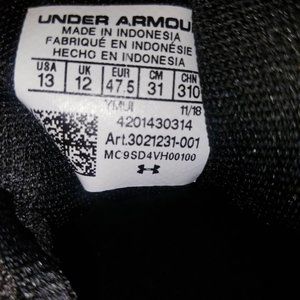 UNDER ARMOUR
MADE IN INDONESIA
FABRIQUÉ EN INDONÉSIE
HECHO EN INDONESIA
USA UK EUR CM CHN
13 12 47.5 31 310
YMUI 11/18
4201430314
Art.3021231-001
MC9SD4VH00100